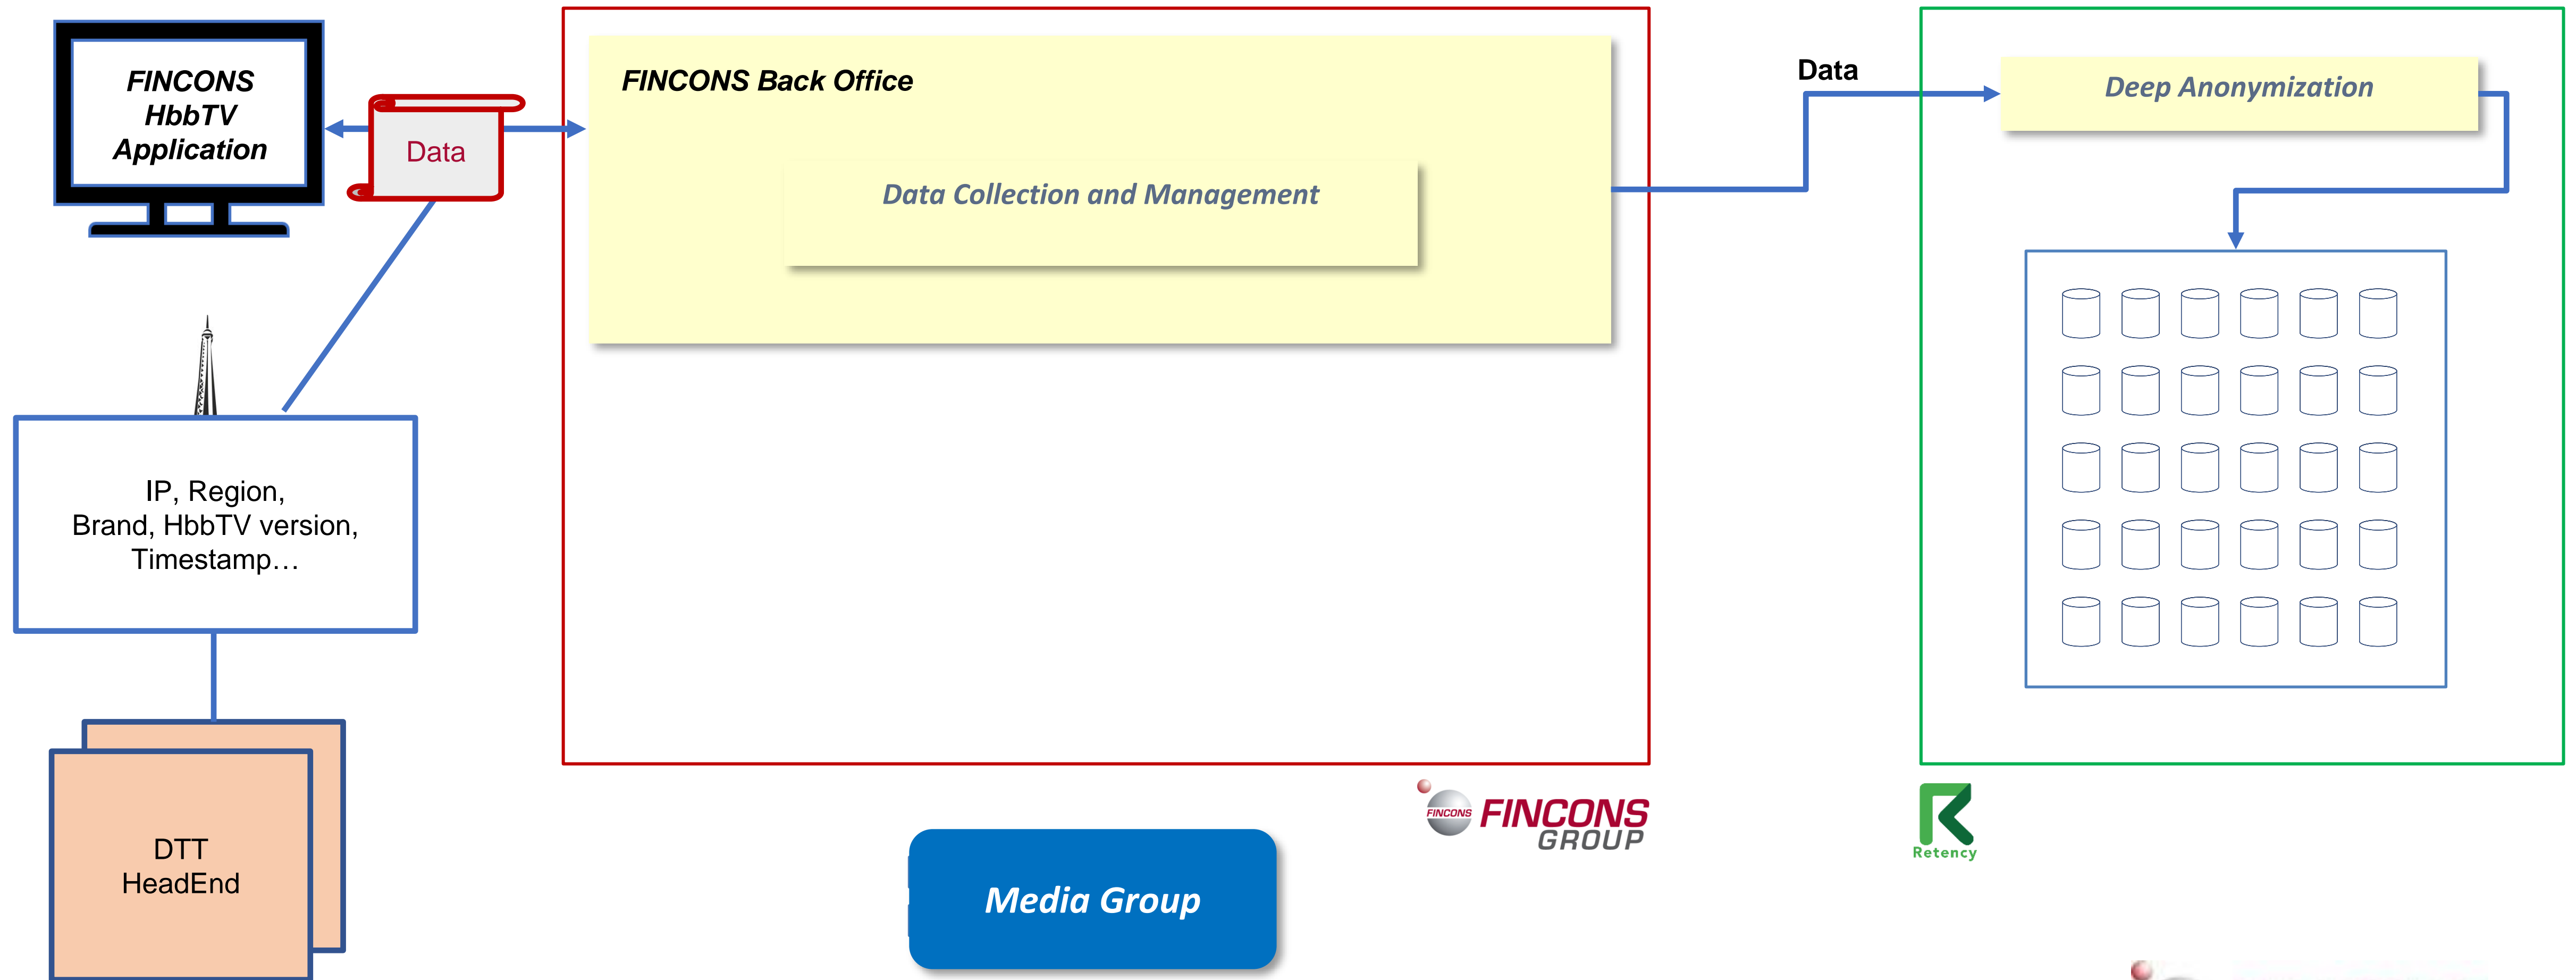 FINCONS
HbbTV
Application
Data
FINCONS Back Office
Data Collection and Management
Data
Deep Anonymization
IP, Region,
Brand, HbbTV version,
Timestamp…
DTT
HeadEnd
FINCONS
FINCONS
GROUP
Retency
Media Group